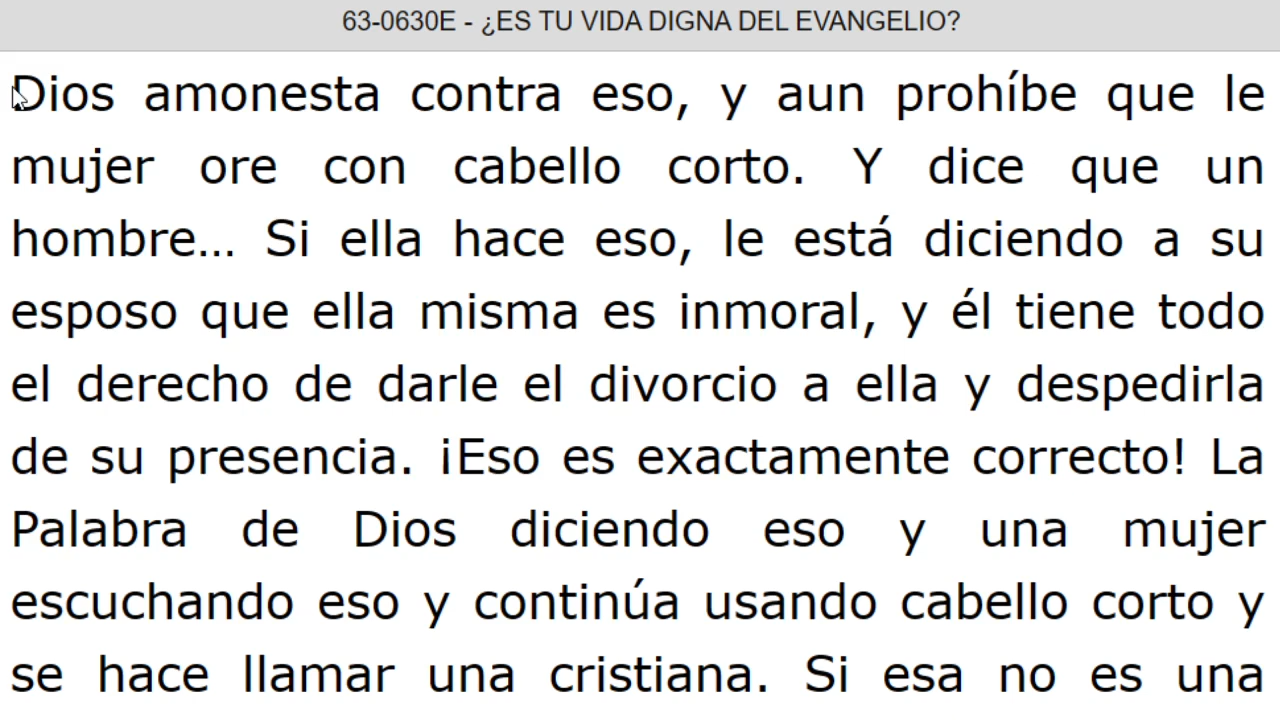 63-0630E - ¿ES TU VIDA DIGNA DEL EVANGELIO?
Dios amonesta contra eso, y aun prohíbe que le
mujer ore con cabello corto. Y dice que un
hombre... Si ella hace eso, le está diciendo a su
esposo que ella misma es inmoral, y él tiene todo
el derecho de darle el divorcio a ella y despedirla
de su presencia. ¡Eso es exactamente correcto! La
Palabra de Dios diciendo eso y una mujer
escuchando eso y continúa usando cabello corto y
se hace llamar una cristiana. Si esa no es una